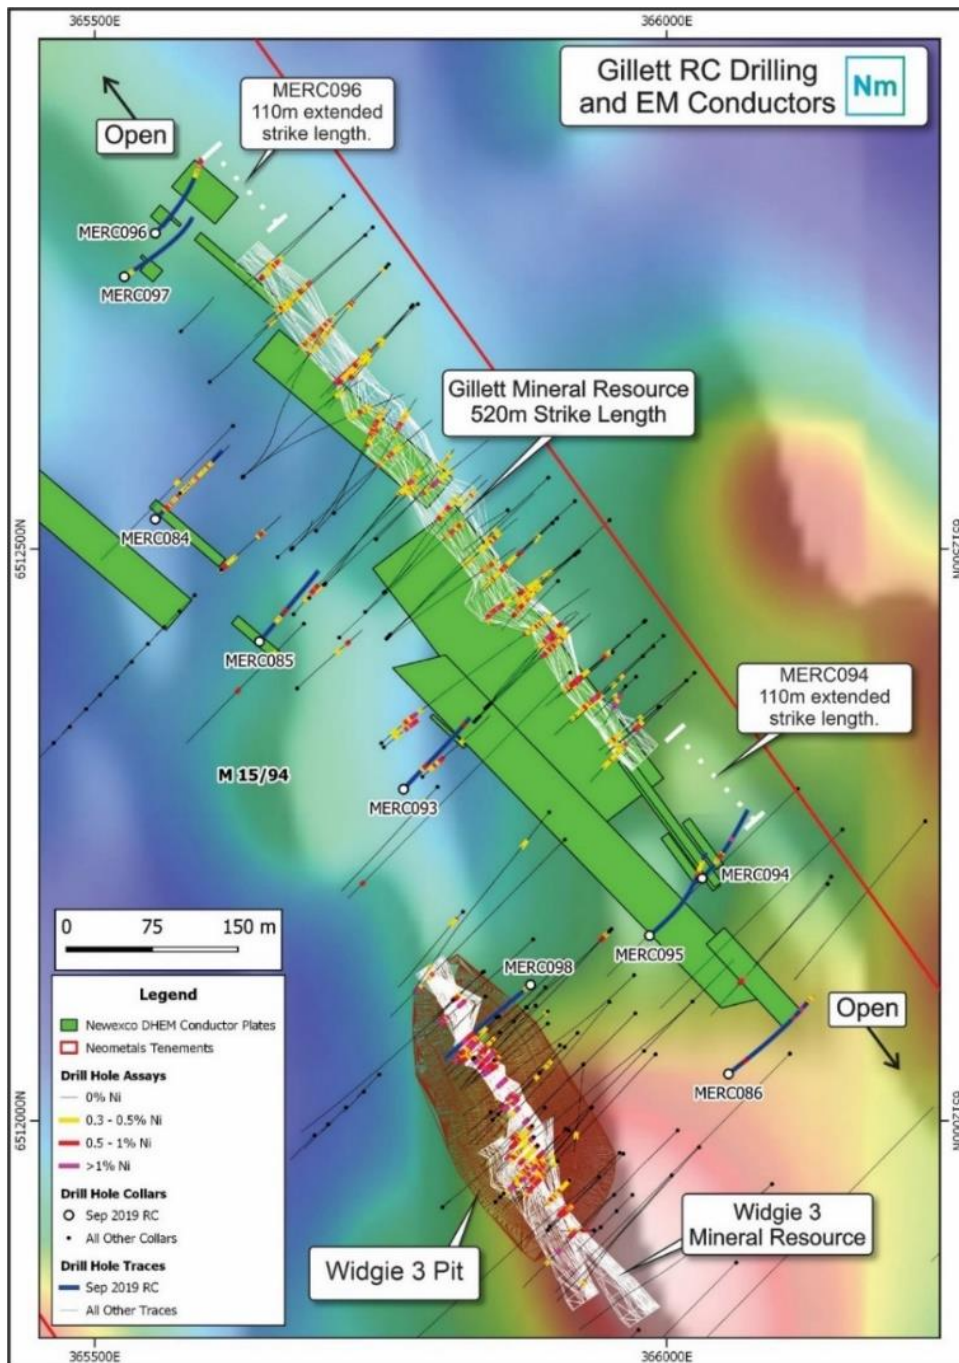 365500E
366000E
Gillett RC Drilling
and EM Conductors
Nm
MERC096
110m extended
strike length.
Open
MERC096
MERC097
Gillett Mineral Resource
520m Strike Length
6512500N
6512500N
MERC084
MERC085
MERC094
110m extended
strike length.
M 15/94
MERC093
MERC094
0 75 150 m
MERC095
MERC098
Open
Legend
Newexco DHEM Conductor Plates
Neometals Tenements
Drill Hole Assays
0% Ni
0.3 - 0.5% Ni
0.5 - 1% Ni
>1% Ni
Drill Hole Collars
Sep 2019 RC
All Other Collars
Drill Hole Traces
Sep 2019 RC
All Other Traces
MERC086
6512000N
6512000N
Widgie 3
Mineral Resource
Widgie 3 Pit
365500E
366000E